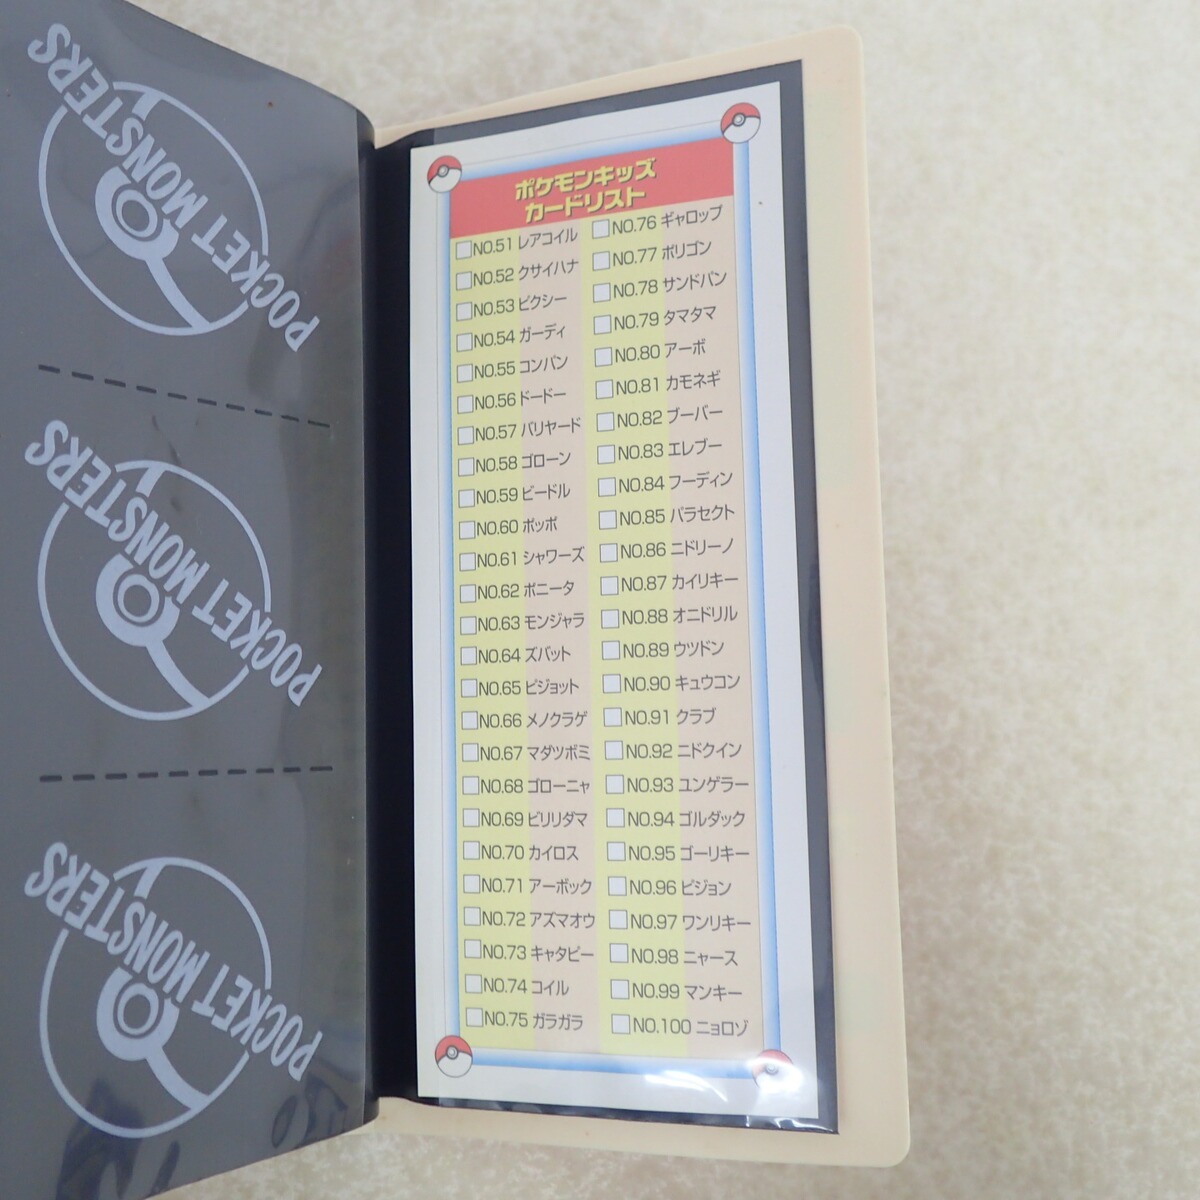 POCKET MONSTERS
POCKET MONSTERS
POCKET MONSTERS
ポケモンキッズ
カードリスト
NO.51 レアコイル
NO.52 クサイハナ
NO.53 ピクシー
NO.54 ガーディ
NO.55 コンパン
NO.56 ドードー
NO.57 バリヤード
NO.58 ゴローン
NO.59 ビードル
NO.60 ポッポ
NO.61 シャワーズ
NO.62 ポニータ
NO.63 モンジャラ
NO.64 ズバット
NO.65 ピジョット
NO.66 メノクラゲ
NO.67 マダツボミ
NO.68 ゴローニャ
NO.69 ビリリダマ
NO.70 カイロス
NO.71 アーボック
NO.72 アズマオウ
NO.73 キャタピー
NO.74 コイル
NO.75 ガラガラ
NO.76 ギャロップ
NO.77 ポリゴン
NO.78 サンドパン
NO.79 タマタマ
NO.80 アーボ
NO.81 カモネギ
NO.82 ブーバー
NO.83 エレブー
NO.84 フーディン
NO.85 パラセクト
NO.86 ニドリーノ
NO.87 カイリキー
NO.88 オニドリル
NO.89 ウツドン
NO.90 キュウコン
NO.91 クラブ
NO.92 ニドクイン
NO.93 ユンゲラー
NO.94 ゴルダック
NO.95 ゴーリキー
NO.96 ピジョン
NO.97 ワンリキー
NO.98 ニャース
NO.99 マンキー
NO.100 ニョロゾ